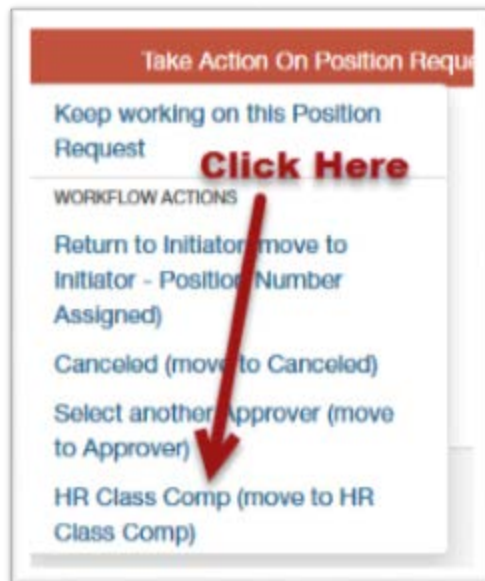 Take Action On Position Reque
Keep working on this Position
Request
Click Here
WORKFLOW ACTIONS
Return to Initiator (move to
Initiator - Position Number
Assigned)
Canceled (move to Canceled)
Select another Approver (move
to Approver)
HR Class Comp (move to HR
Class Comp)